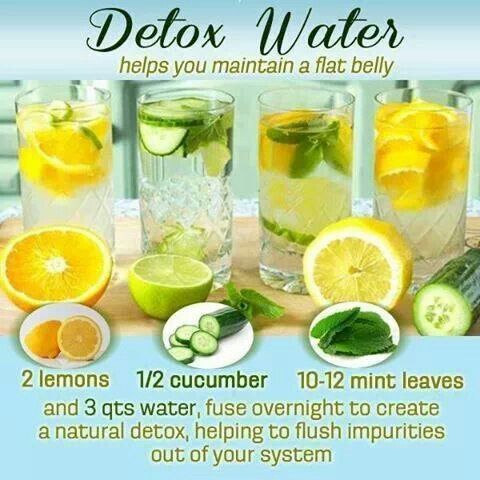 Detox Water
helps you maintain a flat belly
2 lemons 1/2 cucumber 10-12 mint leaves
and 3 qts water, fuse overnight to create
a natural detox, helping to flush impurities
out of your system